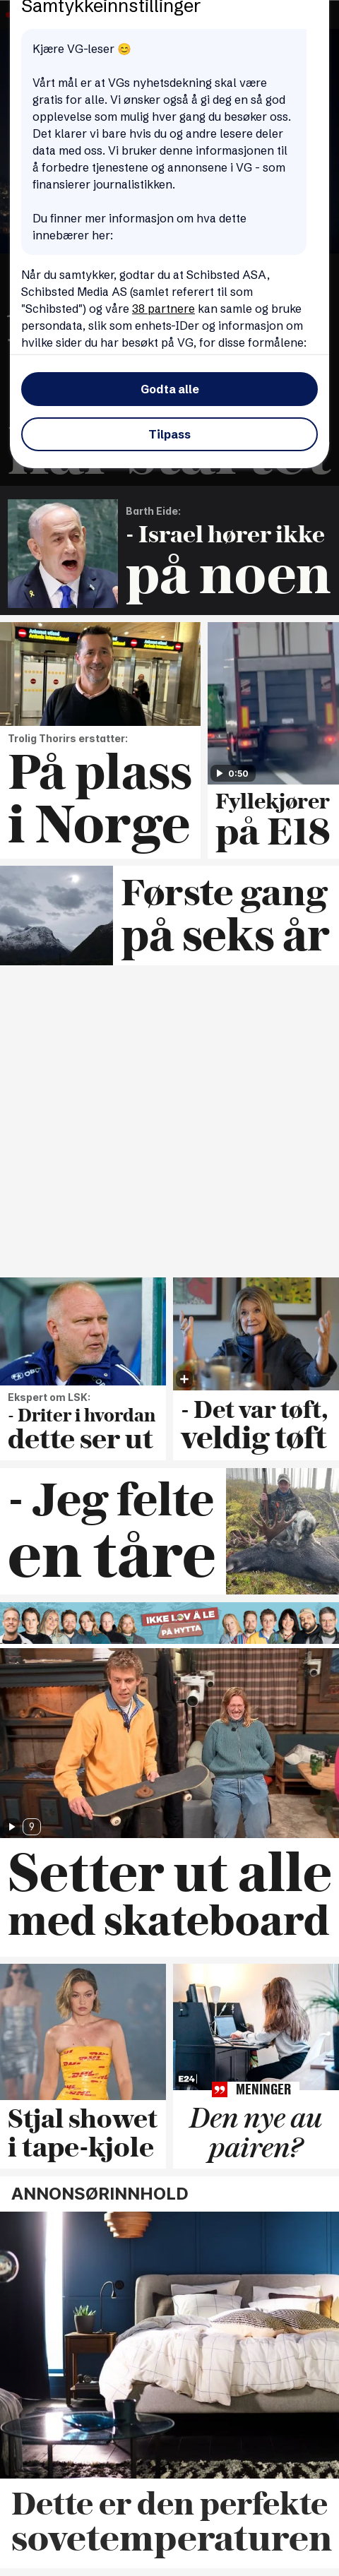 Samtykkeinnstillinger
Kjære VG-leser 😊
Vårt mål er at VGs nyhetsdekning skal være
gratis for alle. Vi ønsker også å gi deg en så god
opplevelse som mulig hver gang du besøker oss.
Det klarer vi bare hvis du og andre lesere deler
data med oss. Vi bruker denne informasjonen til
å forbedre tjenestene og annonsene i VG - som
finansierer journalistikken.
Du finner mer informasjon om hva dette
innebærer her:
Når du samtykker, godtar du at Schibsted ASA,
Schibsted Media AS (samlet referert til som
"Schibsted") og våre 38 partnere kan samle og bruke
persondata, slik som enhets-IDer og informasjon om
hvilke sider du har besøkt på VG, for disse formålene:
Godta alle
Tilpass
har startet
Barth Eide:
- Israel hører ikke
på noen
Trolig Thorirs erstatter:
På plass
i Norge
0:50
Fyllekjører
på E18
Første gang
på seks år
Ekspert om LSK:
- Driter i hvordan
dette ser ut
- Det var tøft,
veldig tøft
- Jeg felte
en tåre
IKKE LOV Å LE
PÅ HYTTA
9
Setter ut alle
med skateboard
Stjal showet
i tape-kjole
E24
MENINGER
Den nye au
pairen?
ANNONSØRINNHOLD
Dette er den perfekte
sovetemperaturen